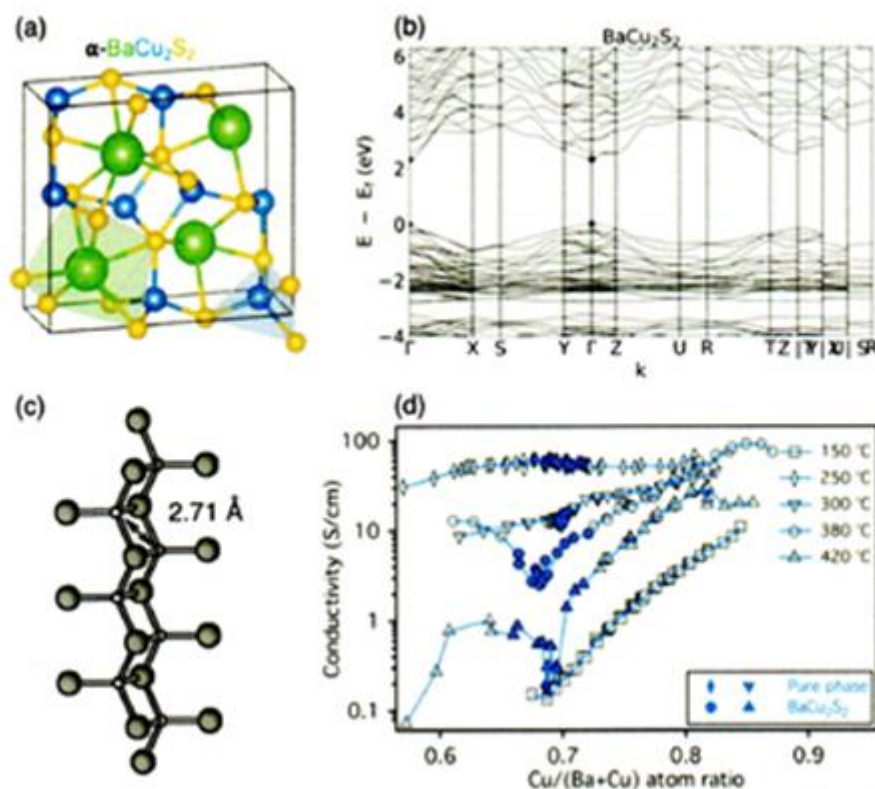 (a)
α-BaCu₂S₂
(b)
BaCu₂S₂
E − E_f (eV)
6
4
2
0
−2
−4
Γ X S Y Γ Z U R T Z|T Y|X U|S R
k
(c)
2.71 Å
(d)
Conductivity (S/cm)
100
10
1
0.1
150 °C
250 °C
300 °C
380 °C
420 °C
Pure phase
BaCu₂S₂
0.6 0.7 0.8 0.9
Cu/(Ba+Cu) atom ratio